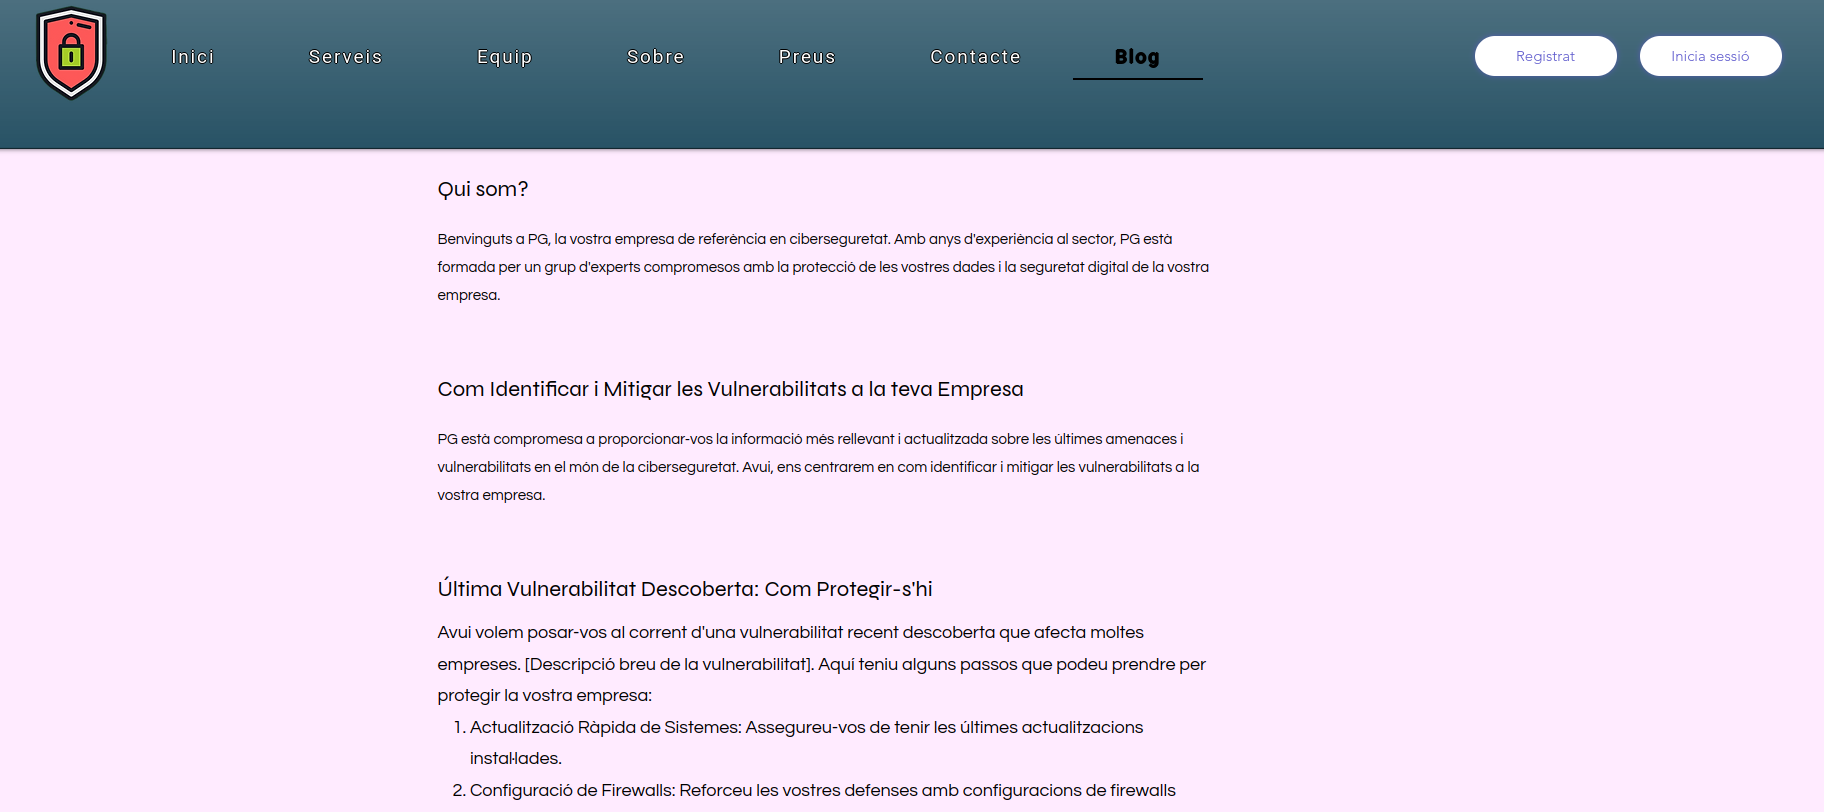 Inici Serveis Equip Sobre Preus Contacte Blog Registrat Inicia sessió
Qui som?
Benvinguts a PG, la vostra empresa de referència en ciberseguretat. Amb anys d'experiència al sector, PG està
formada per un grup d'experts compromesos amb la protecció de les vostres dades i la seguretat digital de la vostra
empresa.
Com Identificar i Mitigar les Vulnerabilitats a la teva Empresa
PG està compromesa a proporcionar-vos la informació més rellevant i actualitzada sobre les últimes amenaces i
vulnerabilitats en el món de la ciberseguretat. Avui, ens centrarem en com identificar i mitigar les vulnerabilitats a la
vostra empresa.
Última Vulnerabilitat Descoberta: Com Protegir-s'hi
Avui volem posar-vos al corrent d'una vulnerabilitat recent descoberta que afecta moltes
empreses. [Descripció breu de la vulnerabilitat]. Aquí teniu alguns passos que podeu prendre per
protegir la vostra empresa:
1. Actualització Ràpida de Sistemes: Assegureu-vos de tenir les últimes actualitzacions
instal·lades.
2. Configuració de Firewalls: Reforceu les vostres defenses amb configuracions de firewalls